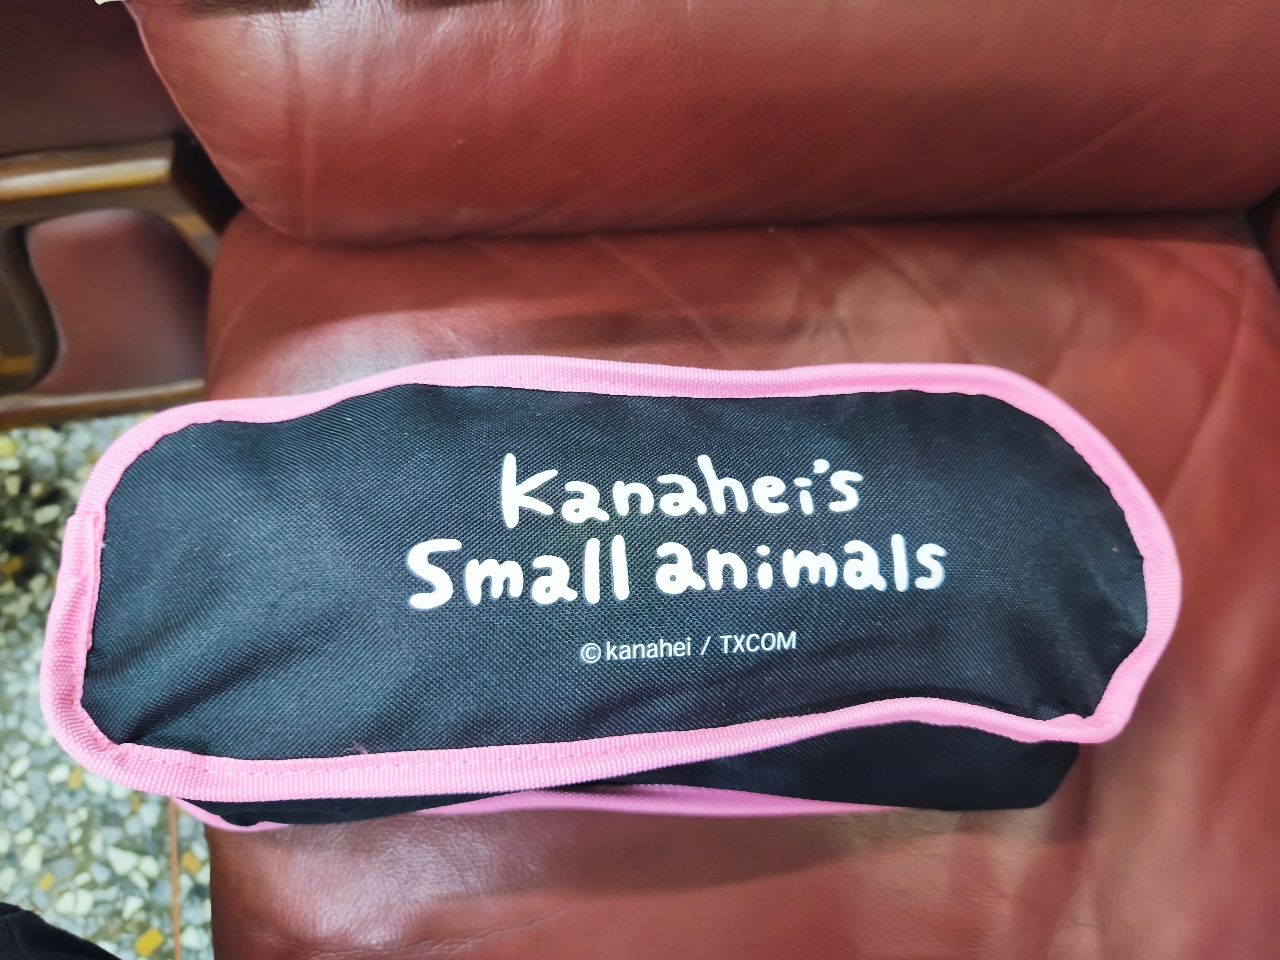 Kanahei's
Small animals
©kanahei / TXCOM